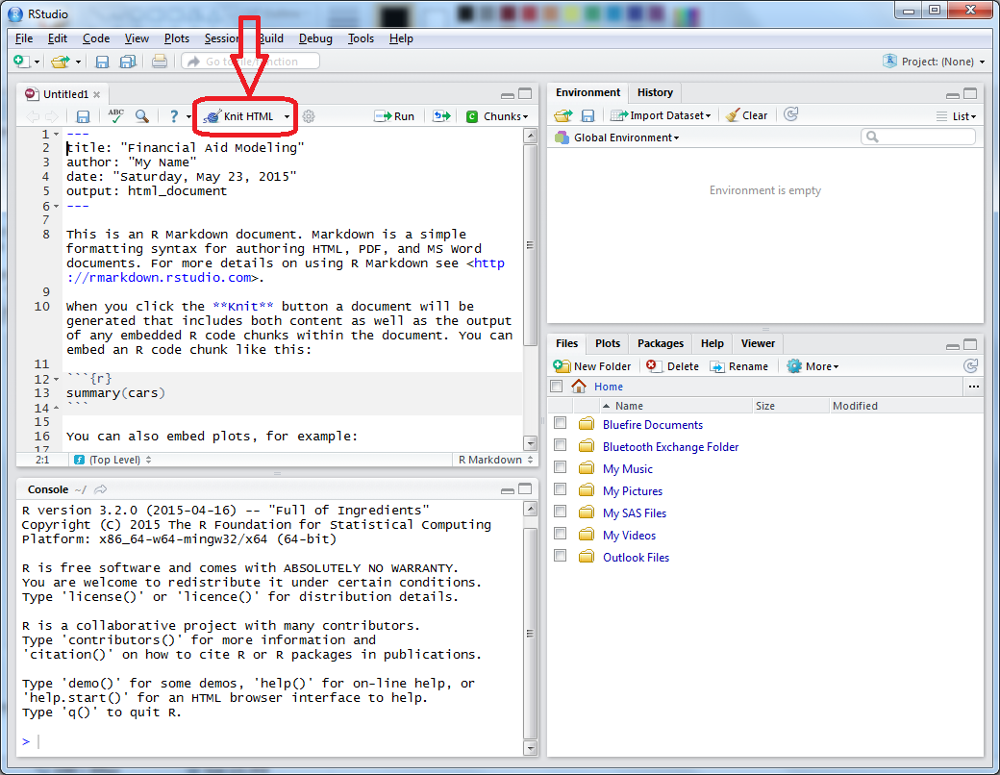 RStudio
File Edit Code View Plots Session Build Debug Tools Help
Go to file/function
Project: (None)
Untitled1
ABC
? Knit HTML Run C Chunks
1 ---
2 title: "Financial Aid Modeling"
3 author: "My Name"
4 date: "Saturday, May 23, 2015"
5 output: html_document
6 ---
7
8 This is an R Markdown document. Markdown is a simple
formatting syntax for authoring HTML, PDF, and MS Word
documents. For more details on using R Markdown see <http
://rmarkdown.rstudio.com>.
9
10 When you click the **Knit** button a document will be
generated that includes both content as well as the output
of any embedded R code chunks within the document. You can
embed an R code chunk like this:
11
12 ```{r}
13 summary(cars)
14 ```
15
16 You can also embed plots, for example:
17
2:1 (Top Level) R Markdown
Console ~/
R version 3.2.0 (2015-04-16) -- "Full of Ingredients"
Copyright (C) 2015 The R Foundation for Statistical Computing
Platform: x86_64-w64-mingw32/x64 (64-bit)
R is free software and comes with ABSOLUTELY NO WARRANTY.
You are welcome to redistribute it under certain conditions.
Type 'license()' or 'licence()' for distribution details.
R is a collaborative project with many contributors.
Type 'contributors()' for more information and
'citation()' on how to cite R or R packages in publications.
Type 'demo()' for some demos, 'help()' for on-line help, or
'help.start()' for an HTML browser interface to help.
Type 'q()' to quit R.
>
Environment History
Import Dataset Clear List
Global Environment
Environment is empty
Files Plots Packages Help Viewer
New Folder Delete Rename More
Home ...
Name Size Modified
Bluefire Documents
Bluetooth Exchange Folder
My Music
My Pictures
My SAS Files
My Videos
Outlook Files